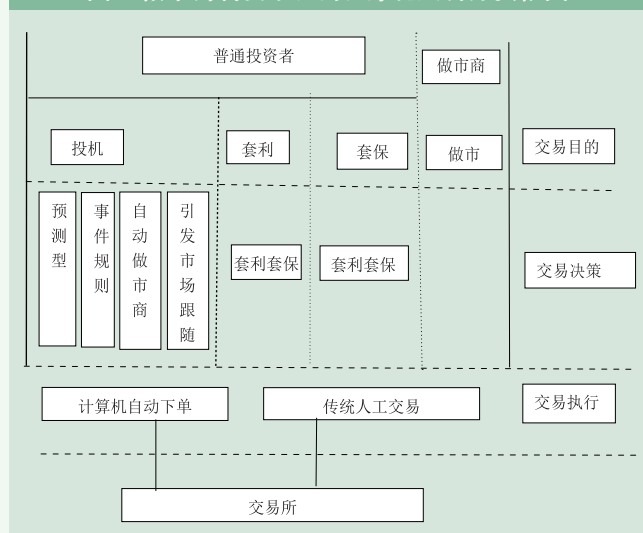 普通投资者
做市商
投机
套利
套保
做市
交易目的
预测型
事件规则
自动做市商
引发市场跟随
套利套保
套利套保
交易决策
计算机自动下单
传统人工交易
交易执行
交易所